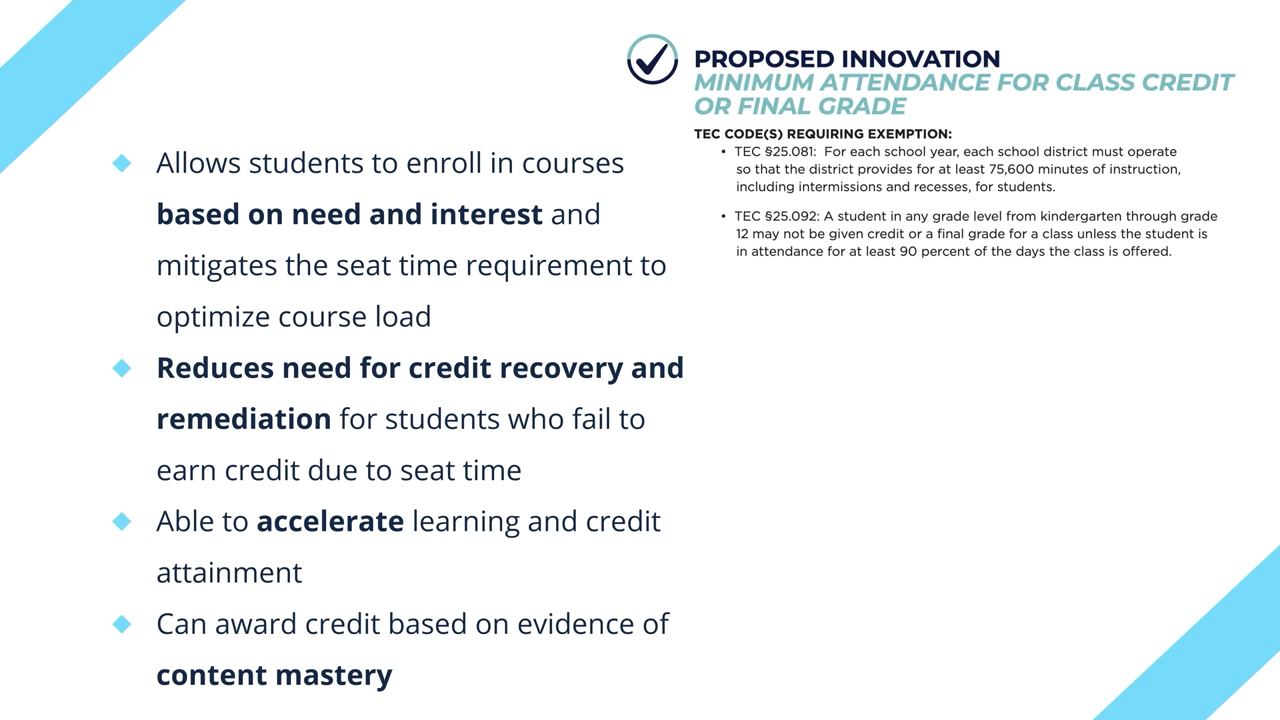 PROPOSED INNOVATION
MINIMUM ATTENDANCE FOR CLASS CREDIT
OR FINAL GRADE
TEC CODE(S) REQUIRING EXEMPTION:
• TEC §25.081: For each school year, each school district must operate
so that the district provides for at least 75,600 minutes of instruction,
including intermissions and recesses, for students.
• TEC §25.092: A student in any grade level from kindergarten through grade
12 may not be given credit or a final grade for a class unless the student is
in attendance for at least 90 percent of the days the class is offered.
Allows students to enroll in courses
based on need and interest and
mitigates the seat time requirement to
optimize course load
Reduces need for credit recovery and
remediation for students who fail to
earn credit due to seat time
Able to accelerate learning and credit
attainment
Can award credit based on evidence of
content mastery